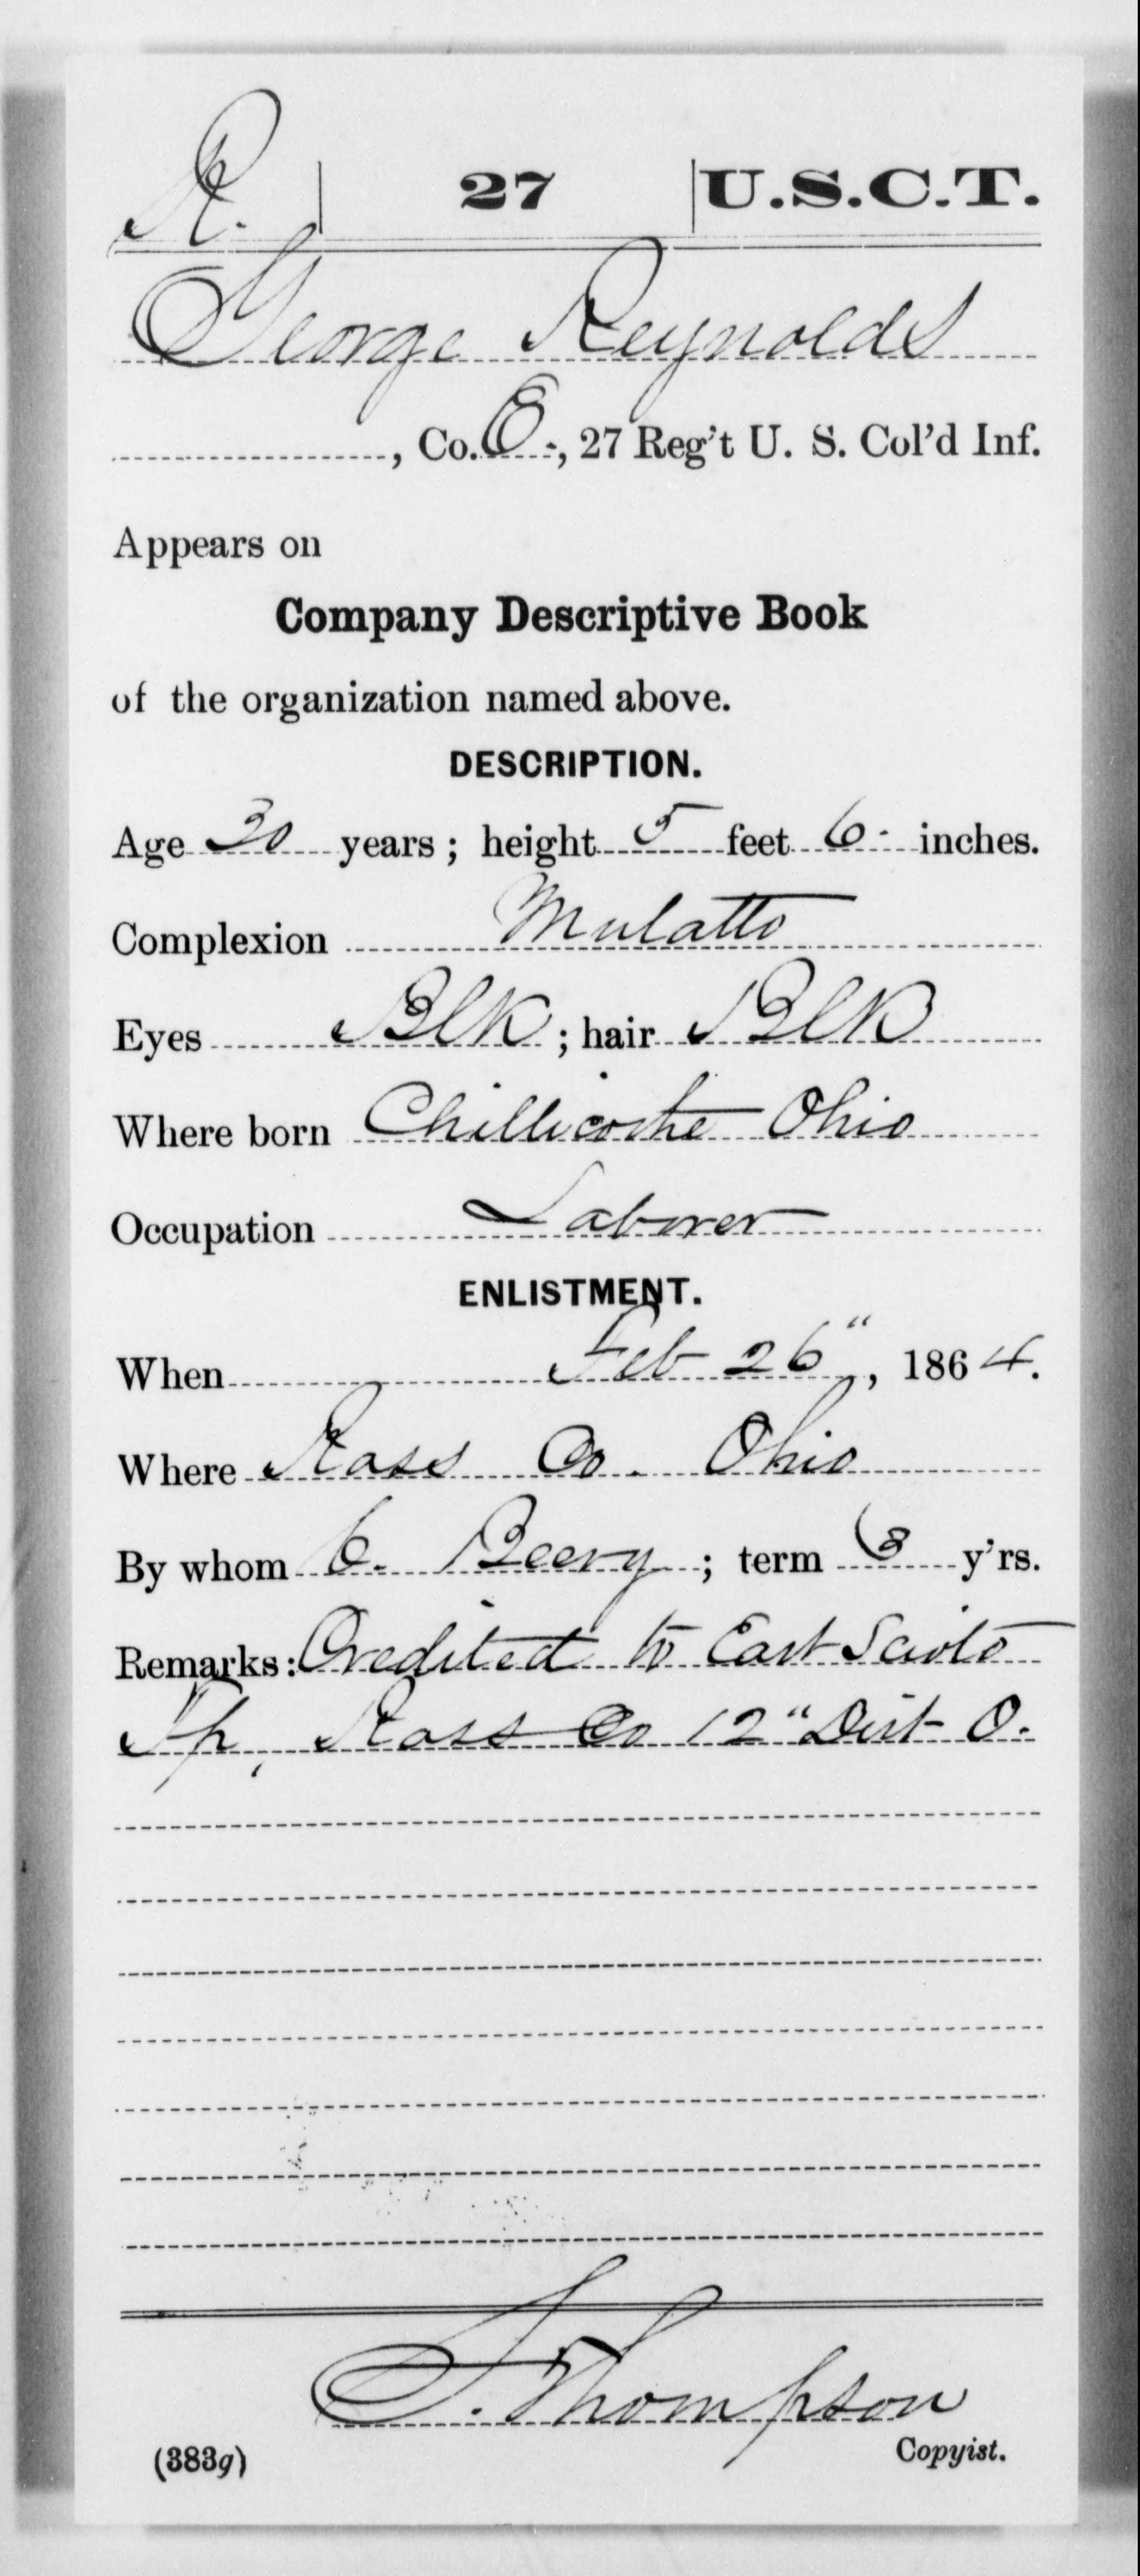 R. 27 U.S.C.T.
George Reynolds
, Co. E, 27 Reg't U. S. Col'd Inf.
Appears on
Company Descriptive Book
of the organization named above.
DESCRIPTION.
Age 30 years; height 5 feet 6 inches.
Complexion Mulatto
Eyes Blk; hair Blk
Where born Chillicothe Ohio
Occupation Laborer
ENLISTMENT.
When Feb 26", 1864.
Where Ross Co. Ohio
By whom C. Beery; term 3 y'rs.
Remarks: Credited to East Scioto
Tp, Ross Co 12" Dist O.
Thompson
(383g) Copyist.